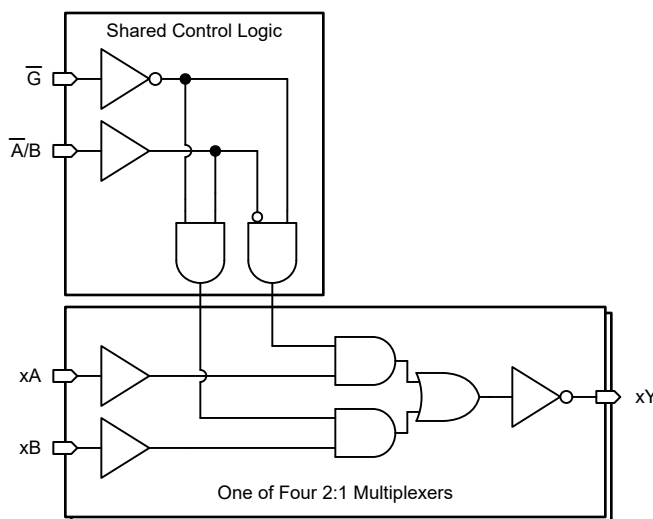 Shared Control Logic
G̅
A̅/B
xA
xB
xY
One of Four 2:1 Multiplexers